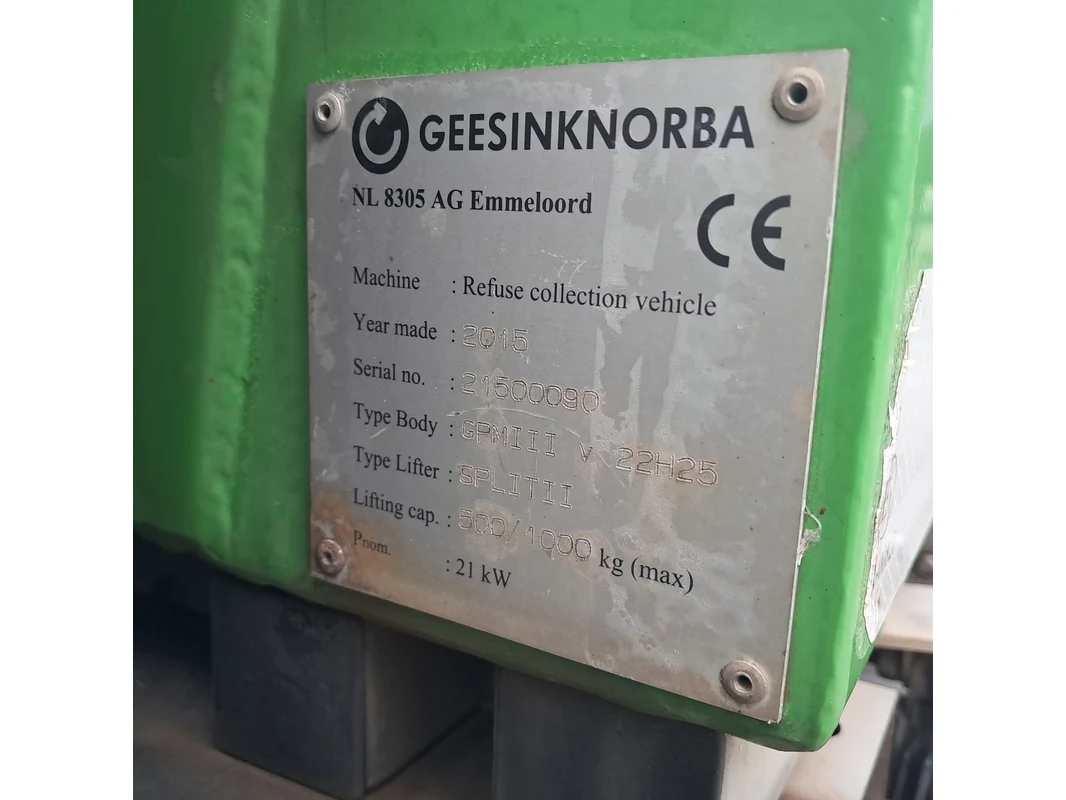 GEESINKNORBA
NL 8305 AG Emmeloord
CE
Machine : Refuse collection vehicle
Year made : 2015
Serial no. : 21500090
Type Body : GPMIII v 22H25
Type Lifter : SPLITII
Lifting cap. : 500/1000 kg (max)
Pnom. : 21 kW